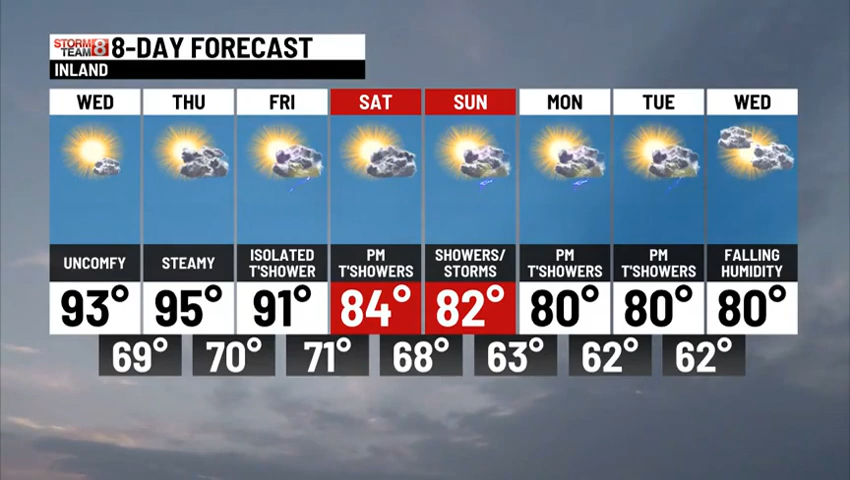 STORM
TEAM 8
8-DAY FORECAST
INLAND
WED THU FRI SAT SUN MON TUE WED
UNCOMFY
STEAMY
ISOLATED
T'SHOWER
PM
T'SHOWERS
SHOWERS/
STORMS
PM
T'SHOWERS
PM
T'SHOWERS
FALLING
HUMIDITY
93° 95° 91° 84° 82° 80° 80° 80°
69° 70° 71° 68° 63° 62° 62°